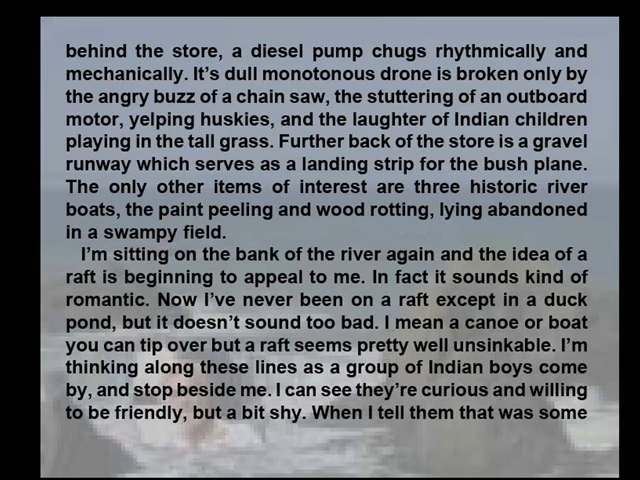 behind the store, a diesel pump chugs rhythmically and
mechanically. It's dull monotonous drone is broken only by
the angry buzz of a chain saw, the stuttering of an outboard
motor, yelping huskies, and the laughter of Indian children
playing in the tall grass. Further back of the store is a gravel
runway which serves as a landing strip for the bush plane.
The only other items of interest are three historic river
boats, the paint peeling and wood rotting, lying abandoned
in a swampy field.
I'm sitting on the bank of the river again and the idea of a
raft is beginning to appeal to me. In fact it sounds kind of
romantic. Now I've never been on a raft except in a duck
pond, but it doesn't sound too bad. I mean a canoe or boat
you can tip over but a raft seems pretty well unsinkable. I'm
thinking along these lines as a group of Indian boys come
by, and stop beside me. I can see they're curious and willing
to be friendly, but a bit shy. When I tell them that was some